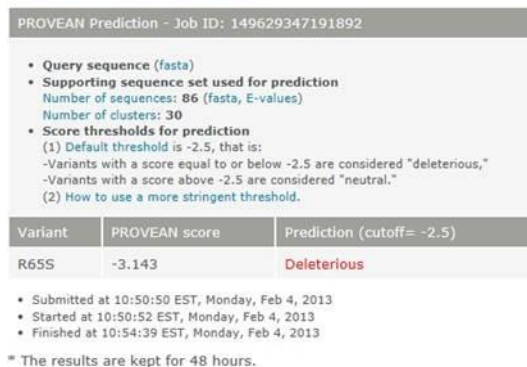 PROVEAN Prediction - Job ID: 149629347191892
• Query sequence (fasta)
• Supporting sequence set used for prediction
Number of sequences: 86 (fasta, E-values)
Number of clusters: 30
• Score thresholds for prediction
(1) Default threshold is -2.5, that is:
-Variants with a score equal to or below -2.5 are considered "deleterious,"
-Variants with a score above -2.5 are considered "neutral."
(2) How to use a more stringent threshold.
Variant PROVEAN score Prediction (cutoff= -2.5)
R65S -3.143 Deleterious
• Submitted at 10:50:50 EST, Monday, Feb 4, 2013
• Started at 10:50:52 EST, Monday, Feb 4, 2013
• Finished at 10:54:39 EST, Monday, Feb 4, 2013
* The results are kept for 48 hours.